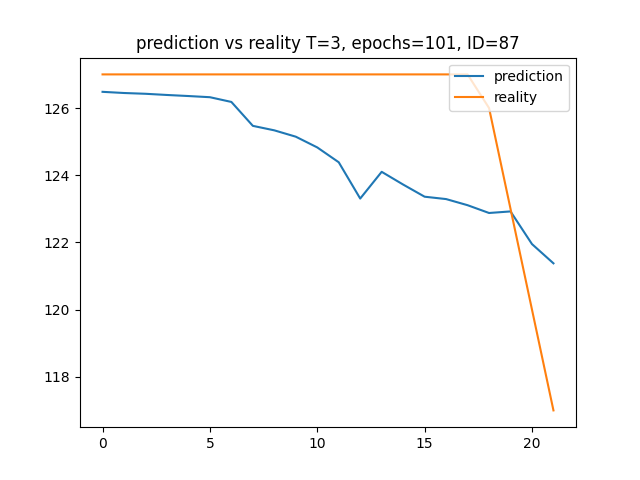 prediction vs reality T=3, epochs=101, ID=87
prediction
reality
126
124
122
120
118
0 5 10 15 20